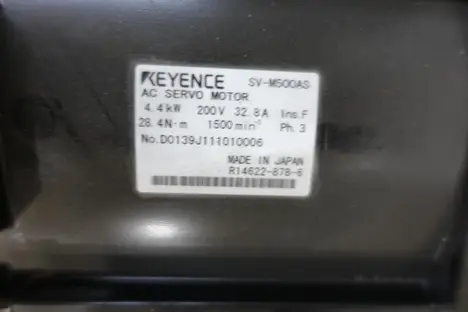 KEYENCE SV-M500AS
AC SERVO MOTOR
4.4kW 200V 32.8A Ins.F
28.4N·m 1500min⁻¹ Ph.3
No.D0139J111010006
MADE IN JAPAN
R14622-878-6